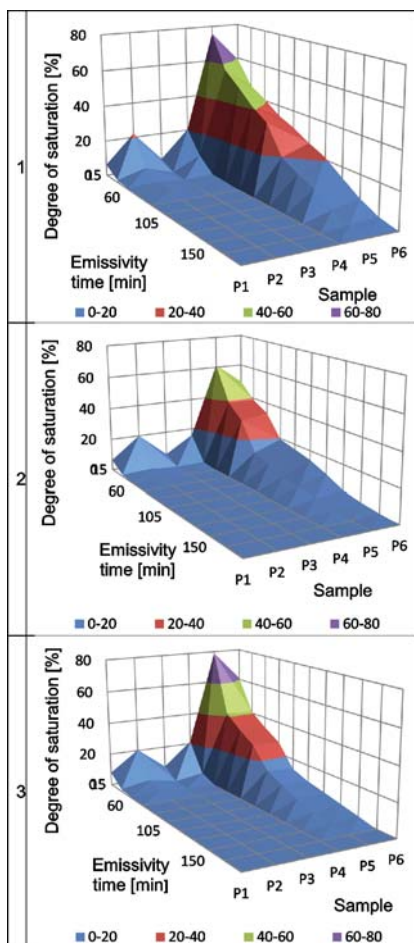 1
Degree of saturation [%]
80
60
40
20
0
15
60
105
150
Emissivity
time [min]
P1
P2
P3
P4
P5
P6
Sample
0-20
20-40
40-60
60-80
2
Degree of saturation [%]
80
60
40
20
0
15
60
105
150
Emissivity
time [min]
P1
P2
P3
P4
P5
P6
Sample
0-20
20-40
40-60
60-80
3
Degree of saturation [%]
80
60
40
20
0
15
60
105
150
Emissivity
time [min]
P1
P2
P3
P4
P5
P6
Sample
0-20
20-40
40-60
60-80